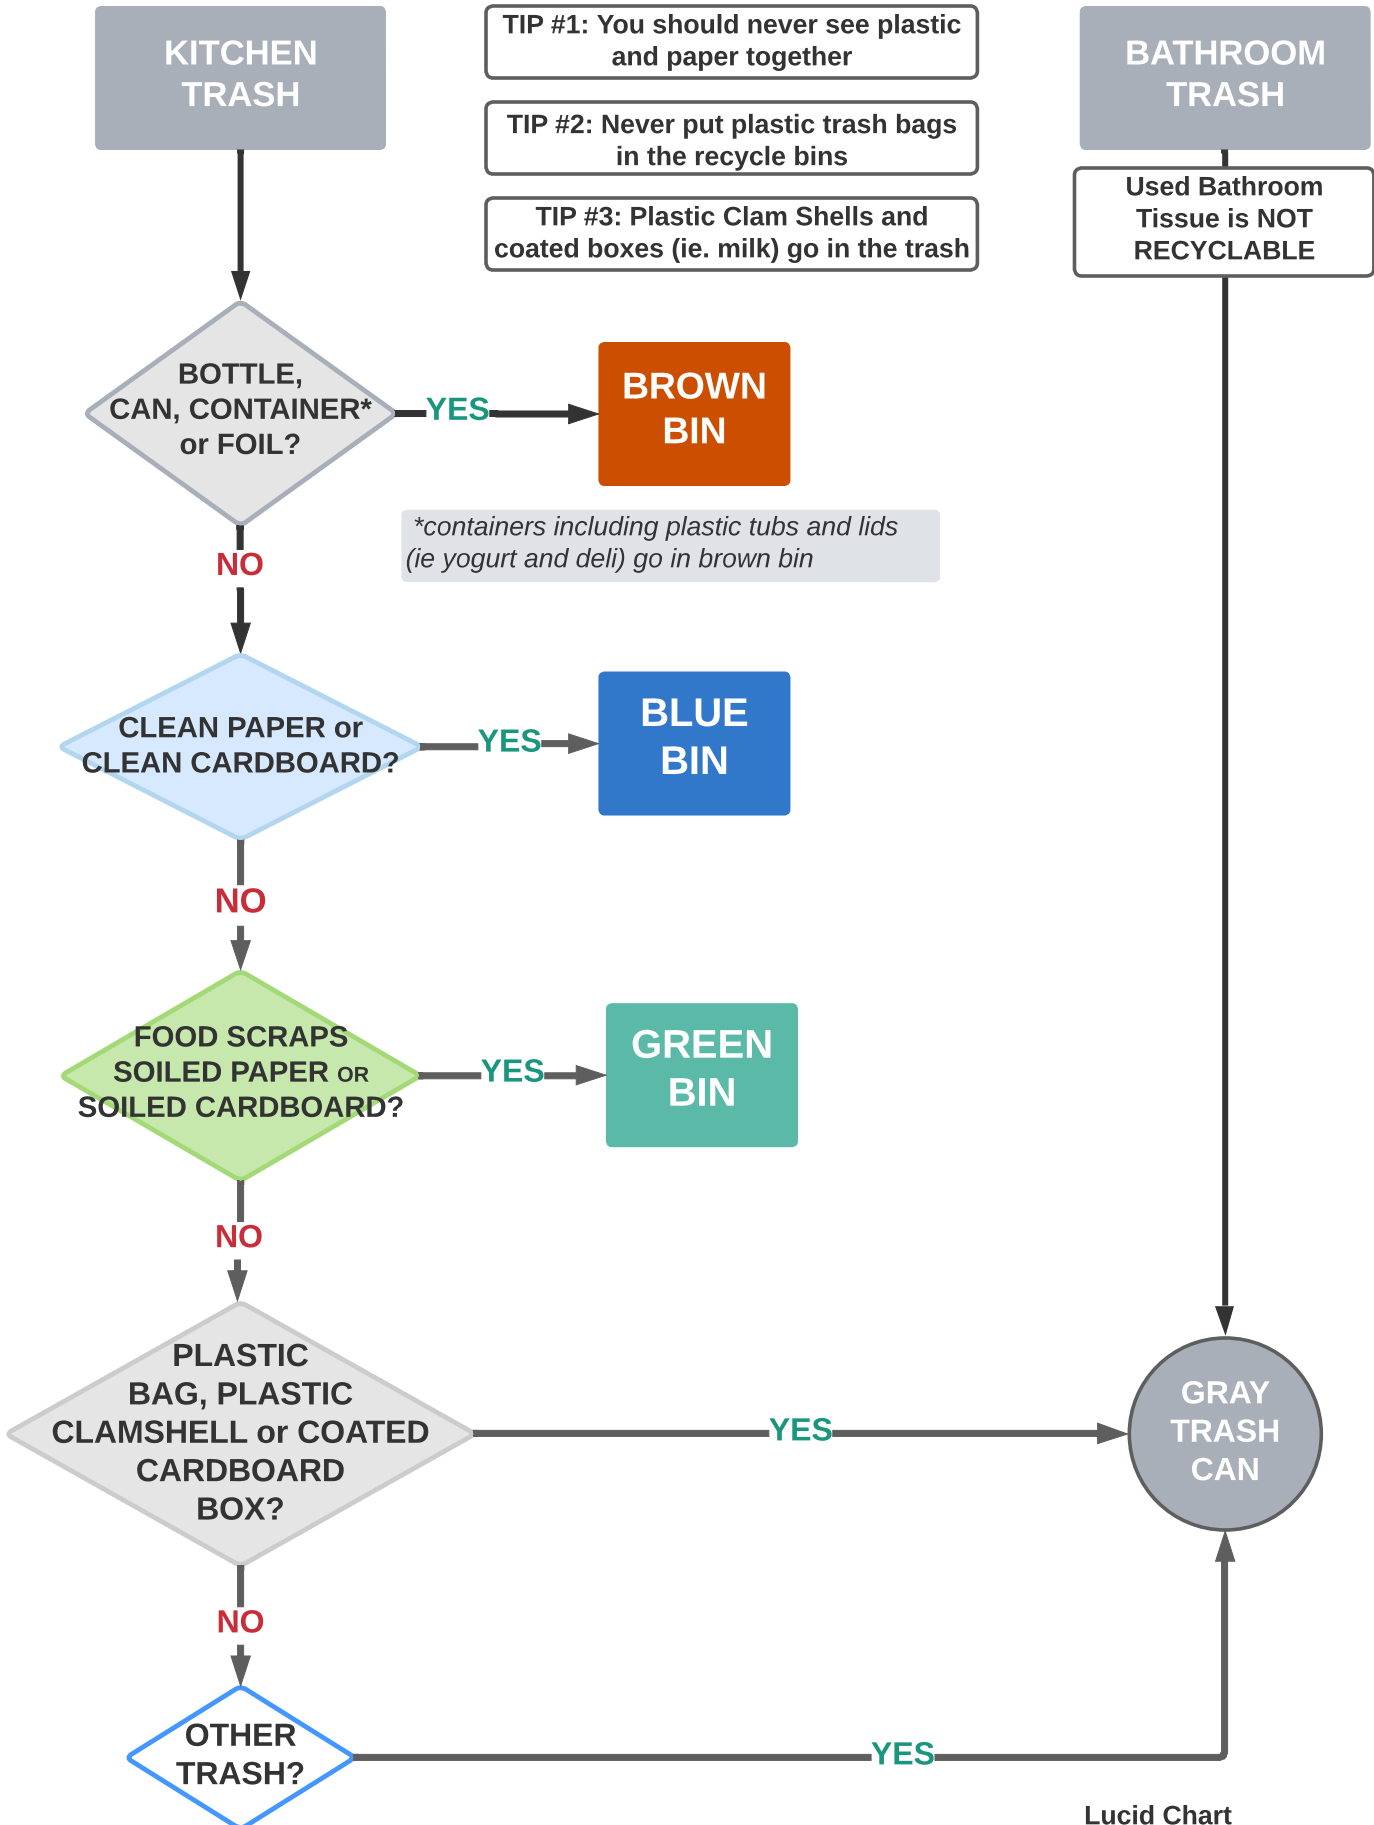 KITCHEN
TRASH
TIP #1: You should never see plastic
and paper together
TIP #2: Never put plastic trash bags
in the recycle bins
TIP #3: Plastic Clam Shells and
coated boxes (ie. milk) go in the trash
BATHROOM
TRASH
Used Bathroom
Tissue is NOT
RECYCLABLE
BOTTLE,
CAN, CONTAINER*
or FOIL?
YES
BROWN
BIN
*containers including plastic tubs and lids
(ie yogurt and deli) go in brown bin
NO
CLEAN PAPER or
CLEAN CARDBOARD?
YES
BLUE
BIN
NO
FOOD SCRAPS
SOILED PAPER OR
SOILED CARDBOARD?
YES
GREEN
BIN
NO
PLASTIC
BAG, PLASTIC
CLAMSHELL or COATED
CARDBOARD
BOX?
YES
GRAY
TRASH
CAN
NO
OTHER
TRASH?
YES
Lucid Chart